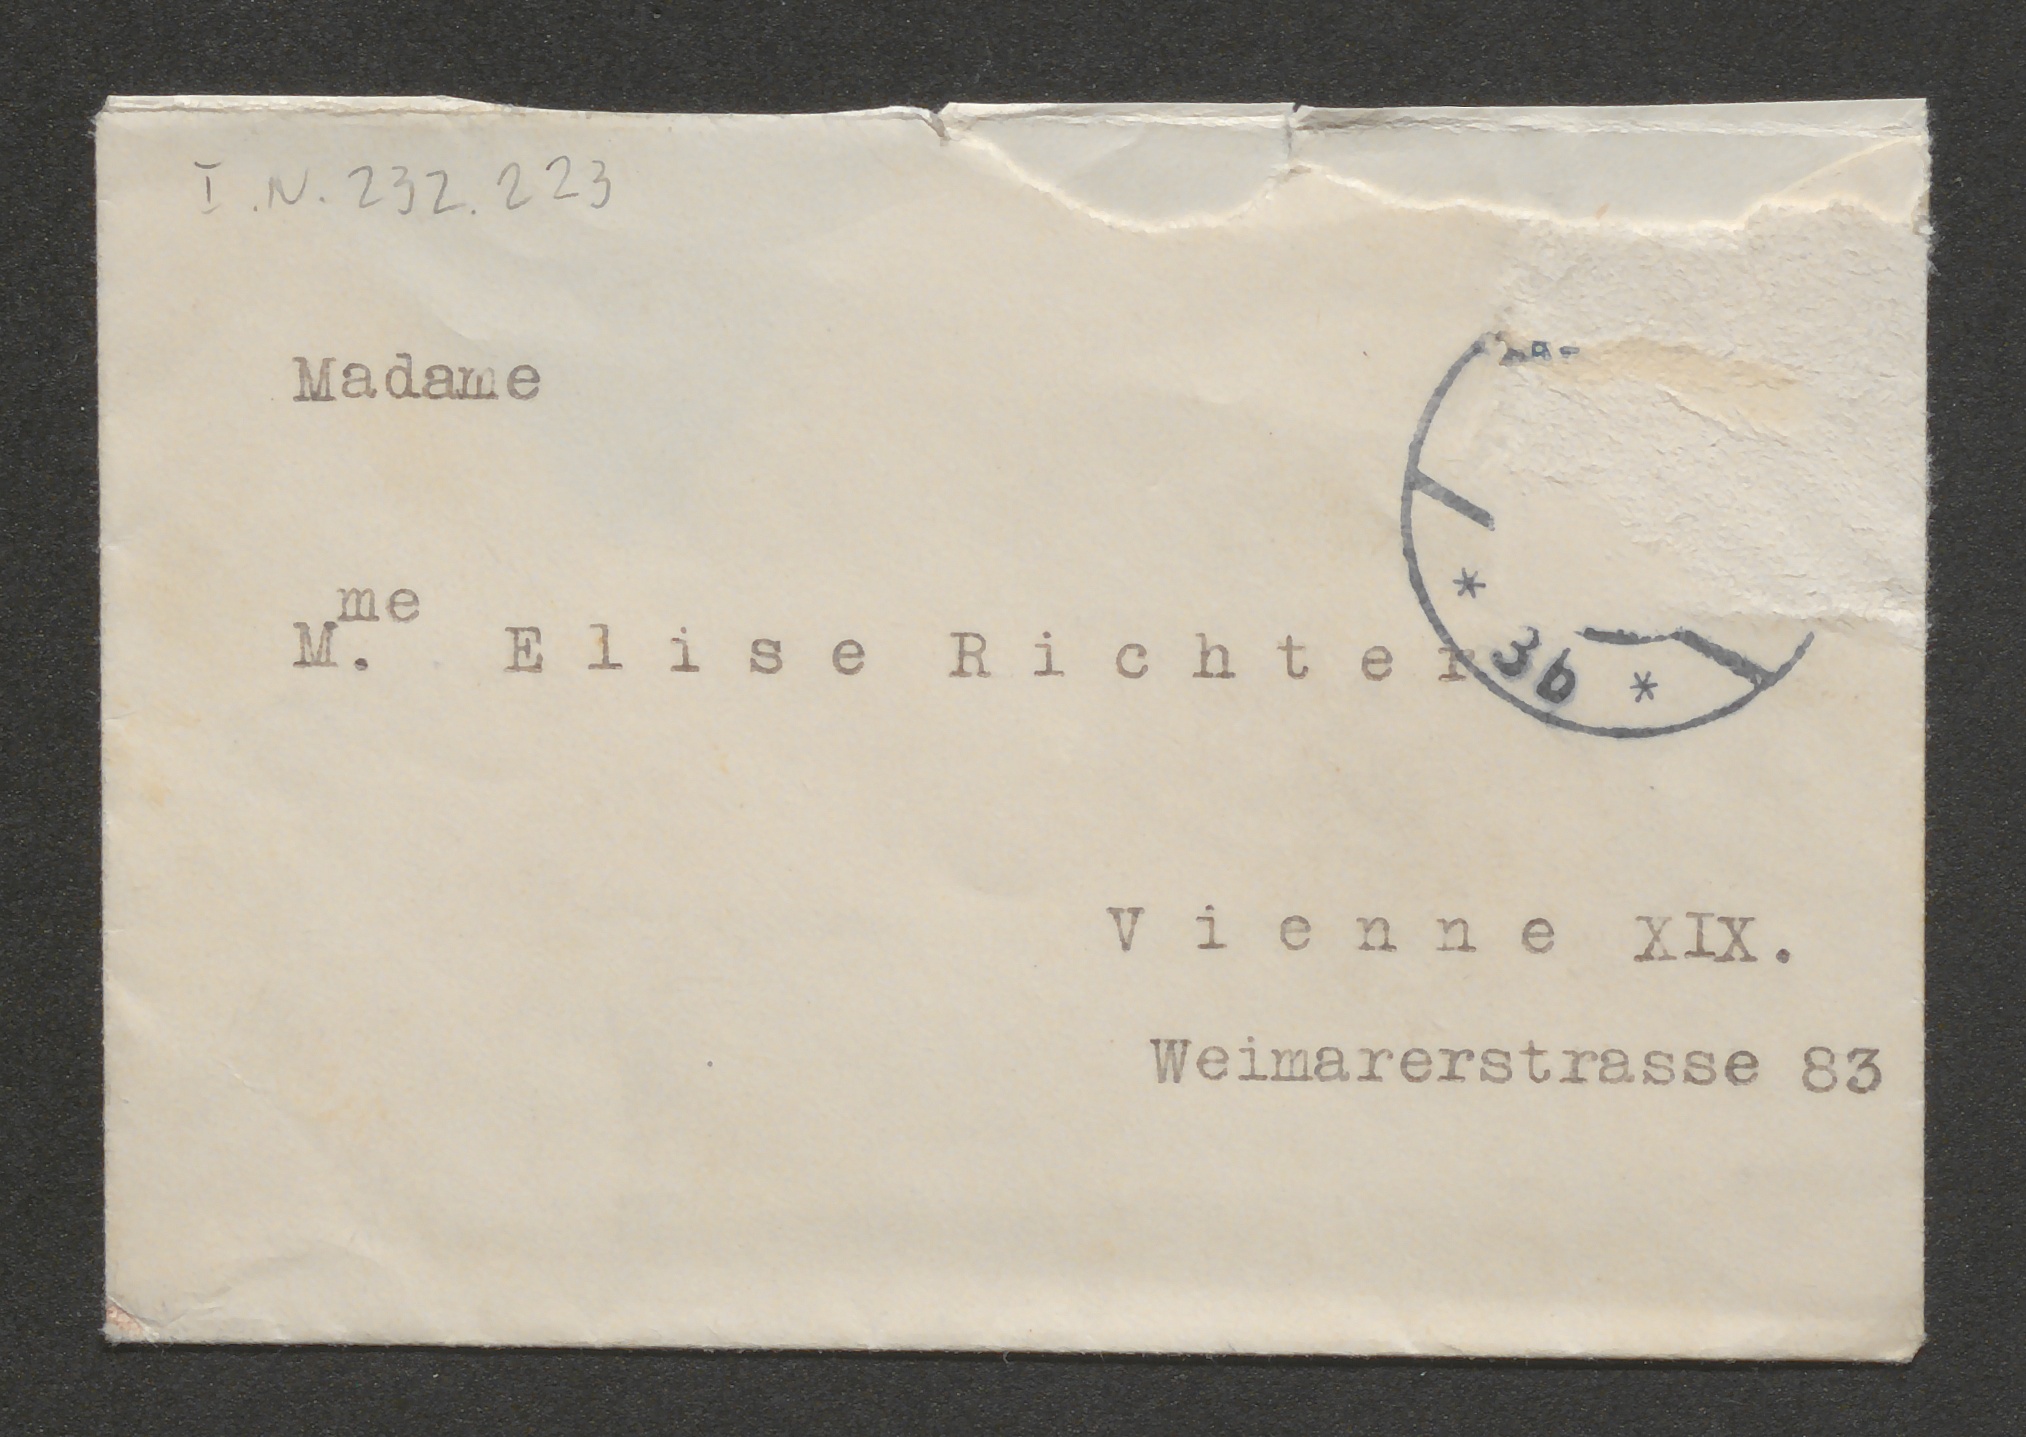 I.N. 232.223
Madame
M.me Elise Richter
* 3b *
Vienne XIX.
Weimarerstrasse 83